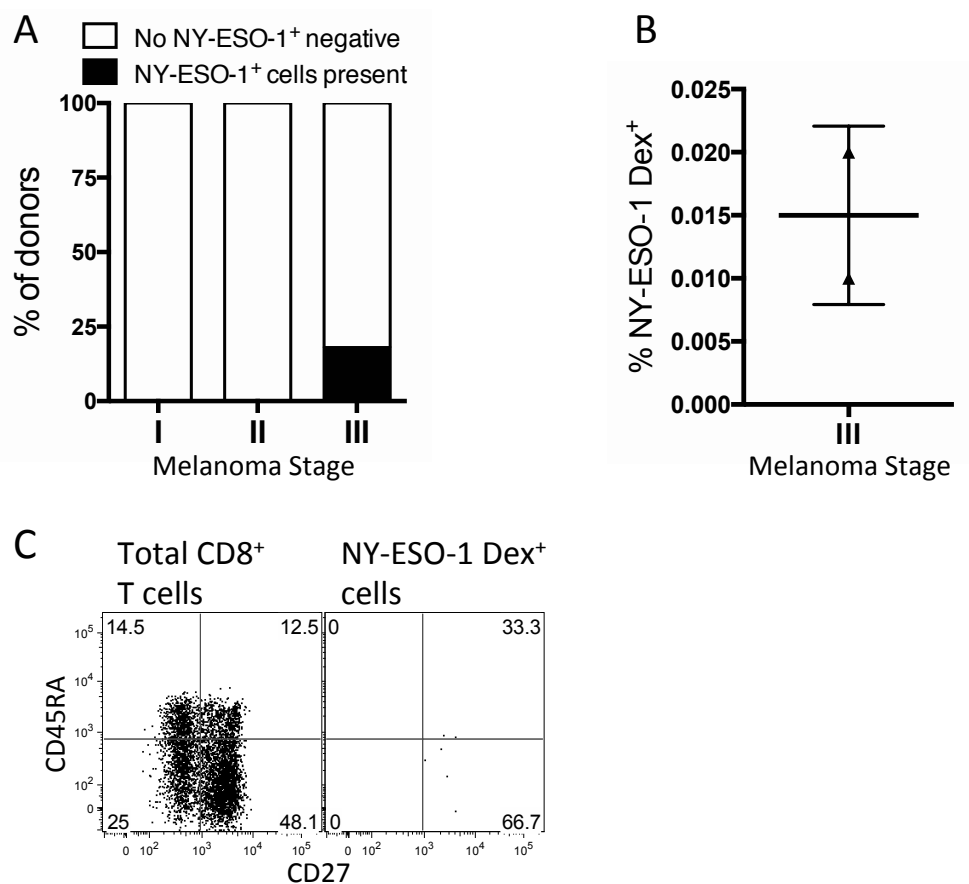 A
No NY-ESO-1+ negative
NY-ESO-1+ cells present
100
75
50
25
0
% of donors
I II III
Melanoma Stage
B
0.025
0.020
0.015
0.010
0.005
0.000
% NY-ESO-1 Dex+
III
Melanoma Stage
C
Total CD8+
T cells
NY-ESO-1 Dex+
cells
14.5 12.5
25 48.1
0 33.3
0 66.7
10^5
10^4
10^3
10^2
0
CD45RA
0 10^2 10^3 10^4 10^5
0 10^2 10^3 10^4 10^5
CD27